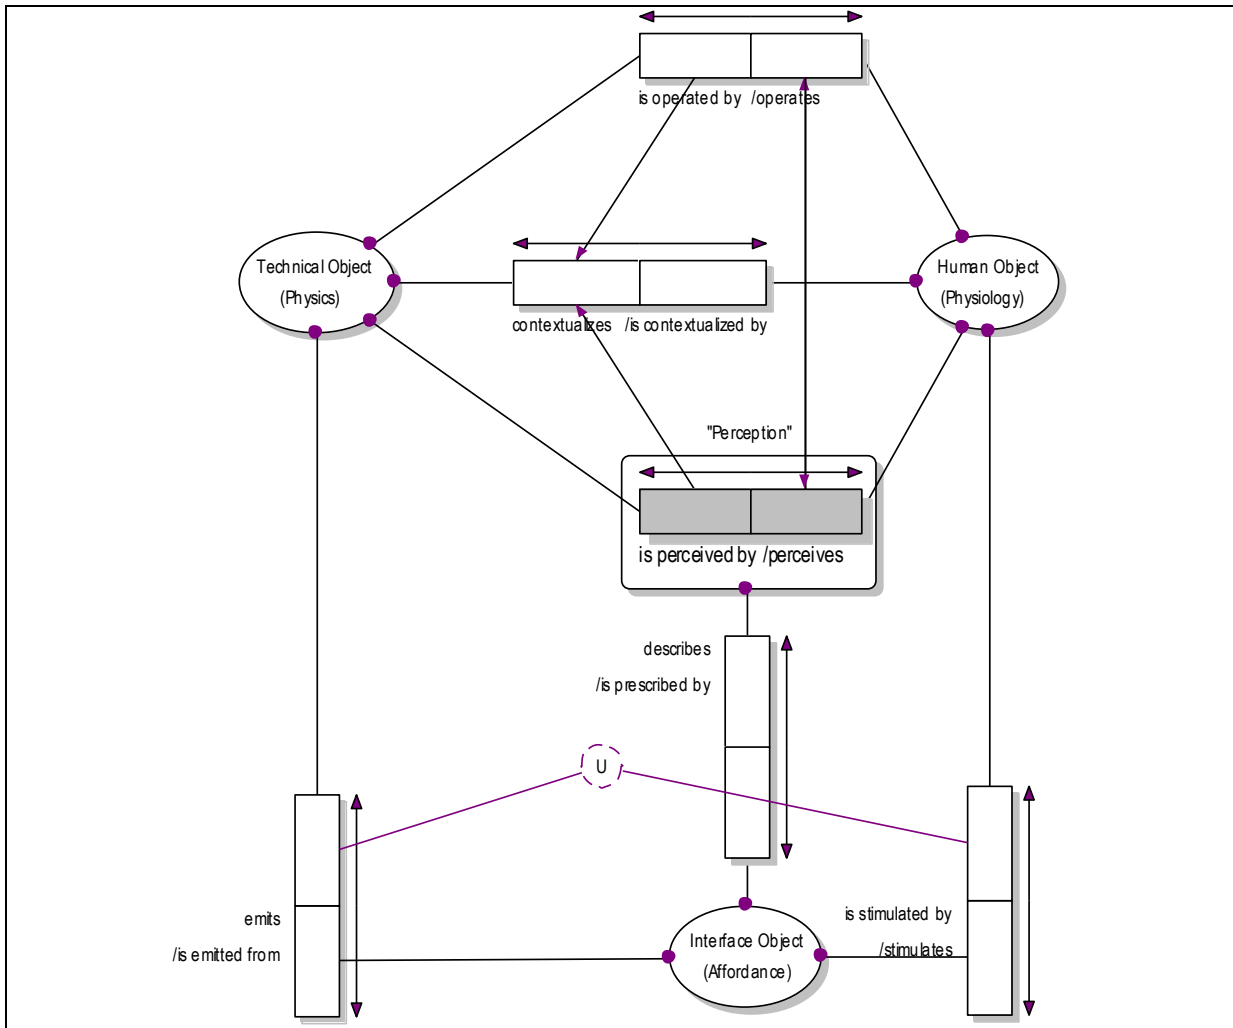 is operated by /operates
Technical Object
(Physics)
Human Object
(Physiology)
contextualizes /is contextualized by
"Perception"
is perceived by /perceives
describes
/is prescribed by
U
emits
/is emitted from
is stimulated by
/stimulates
Interface Object
(Affordance)